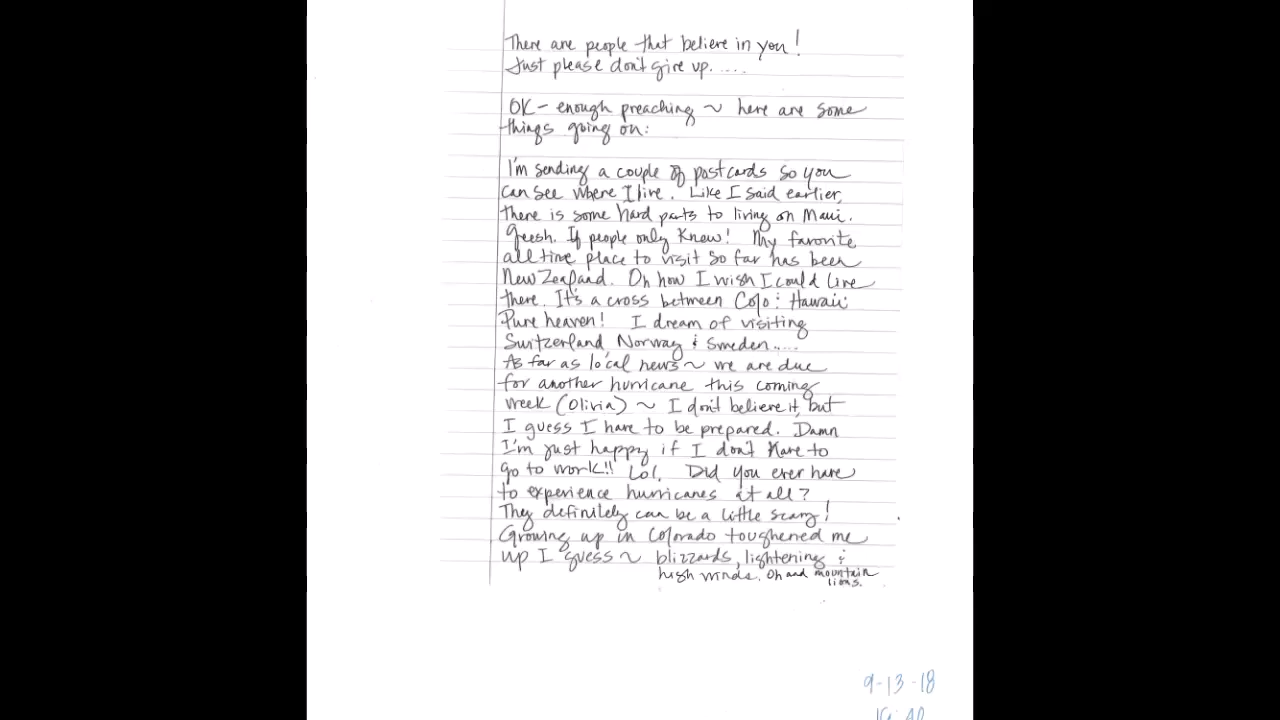 There are people that believe in you!
Just please don't give up.....
OK - enough preaching ~ here are some
things going on:
I'm sending a couple of postcards so you
can see where I live. Like I said earlier,
there is some hard parts to living on Maui.
Geesh. If people only knew! My favorite
all time place to visit so far has been
New Zealand. Oh how I wish I could live
there. It's a cross between Colo & Hawaii
Pure heaven! I dream of visiting
Switzerland, Norway & Sweden.....
As far as local news ~ we are due
for another hurricane this coming
week (Olivia) ~ I don't believe it, but
I guess I have to be prepared. Damn
I'm just happy if I don't have to
go to work!! Lol. Did you ever have
to experience hurricanes at all?
They definitely can be a little scary!
Growing up in Colorado toughened me
up I guess ~ blizzards, lightening &
high winds. Oh and mountain
lions.
9-13-18